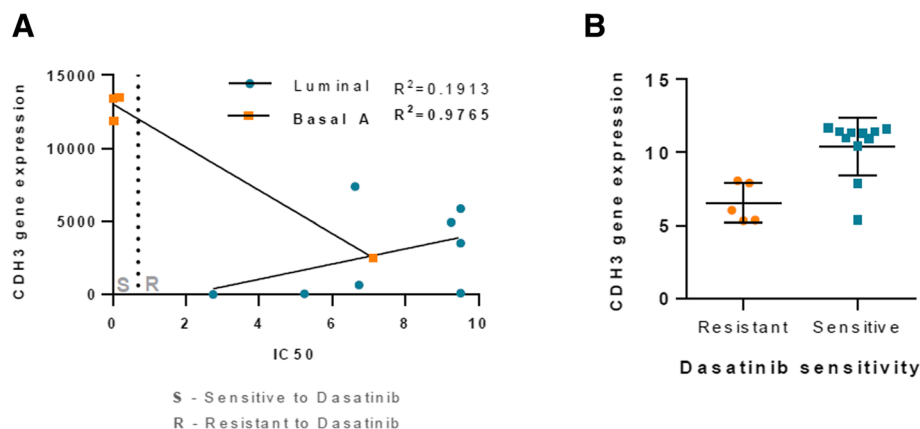 A
CDH3 gene expression
15000
10000
5000
0
Luminal R²=0.1913
Basal A R²=0.9765
S R
0 2 4 6 8 10
IC50
S - Sensitive to Dasatinib
R - Resistant to Dasatinib
B
CDH3 gene expression
15
10
5
0
Resistant Sensitive
Dasatinib sensitivity